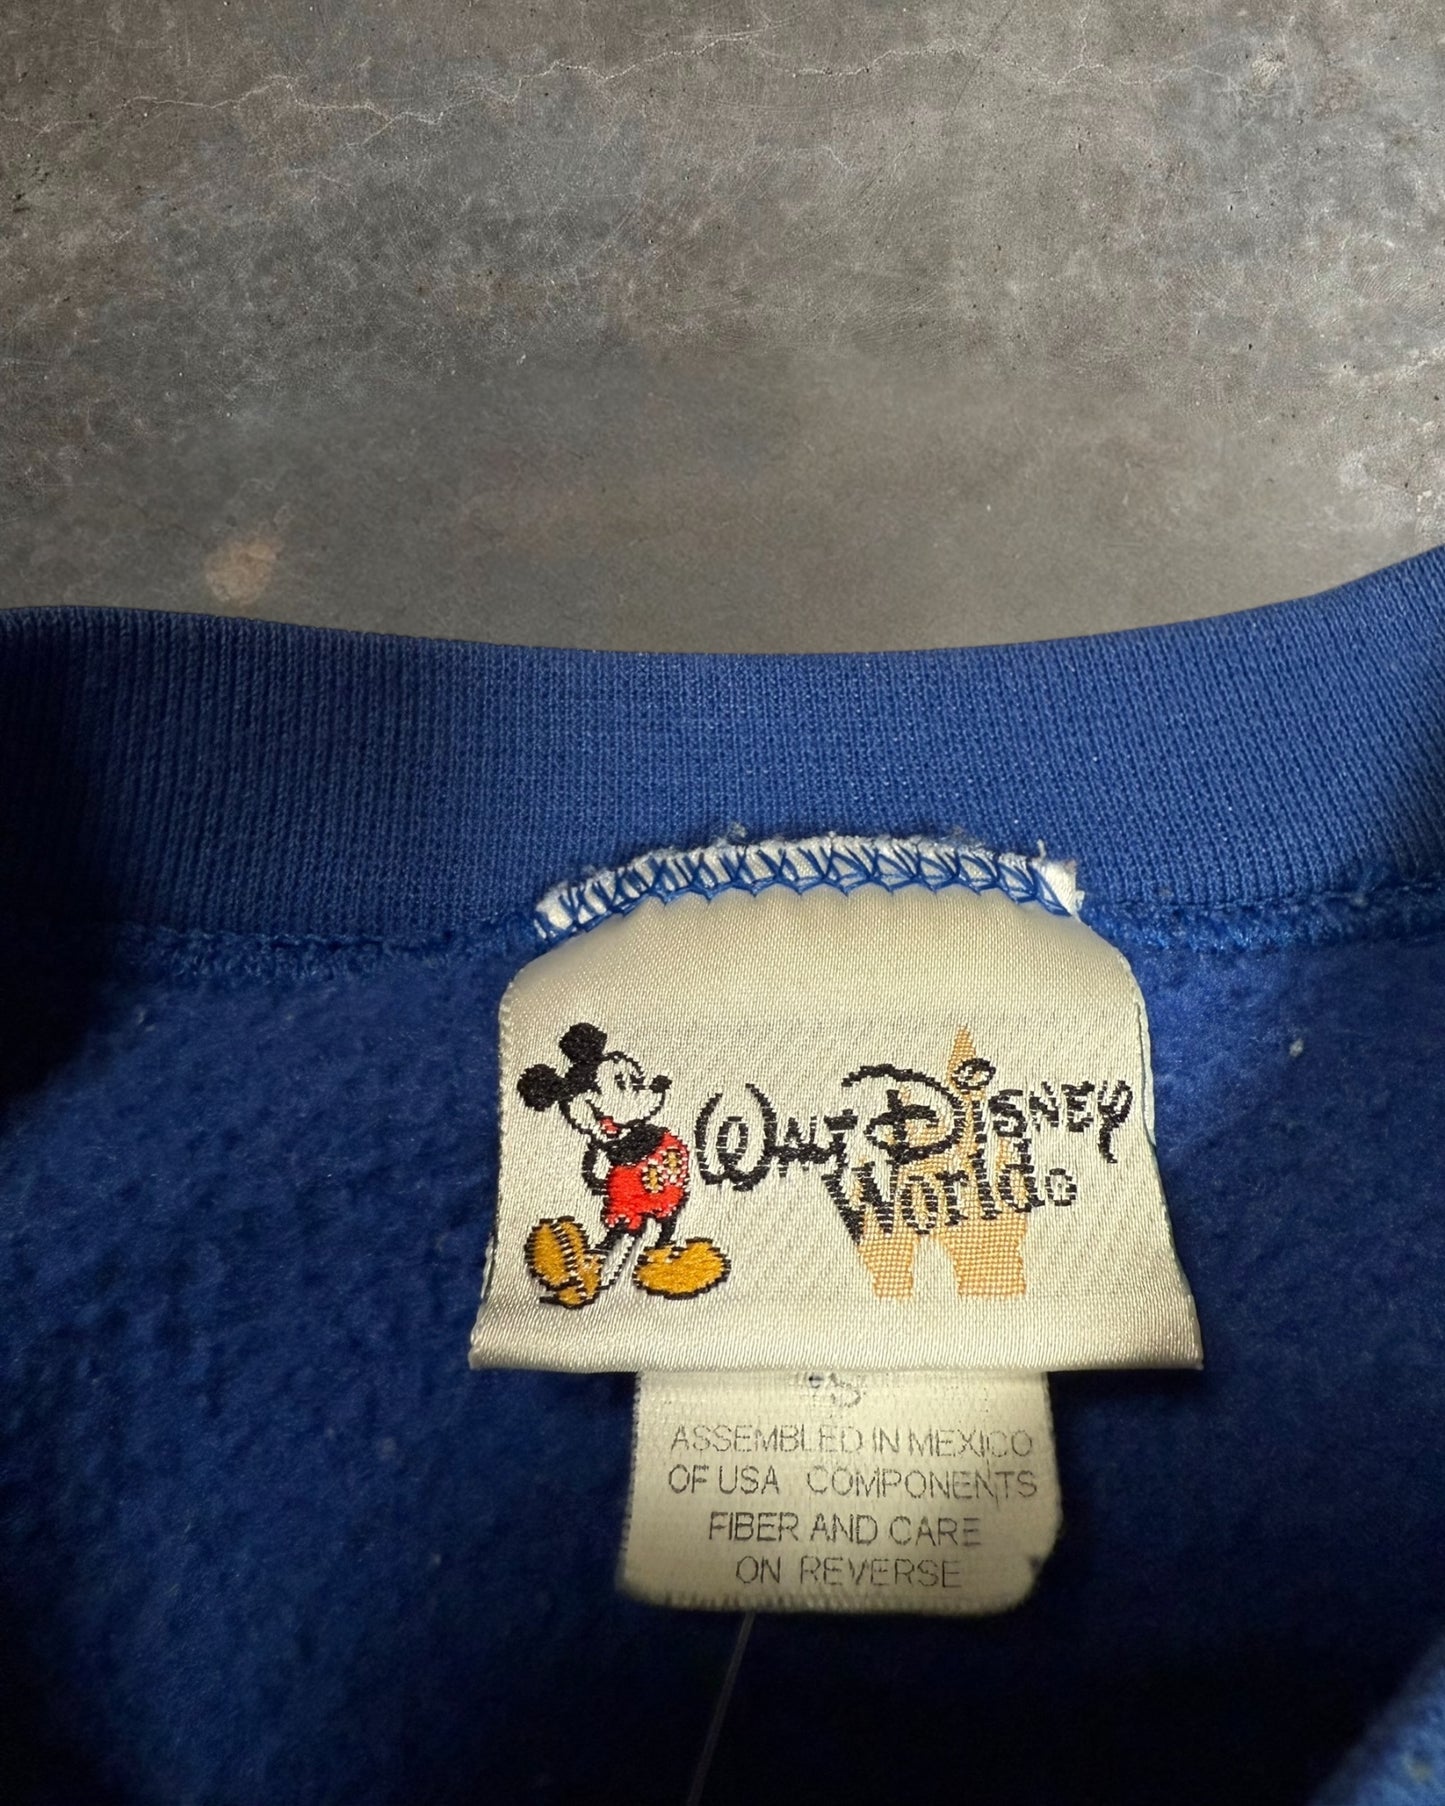 Walt Disney
World
ASSEMBLED IN MEXICO
OF USA COMPONENTS
FIBER AND CARE
ON REVERSE